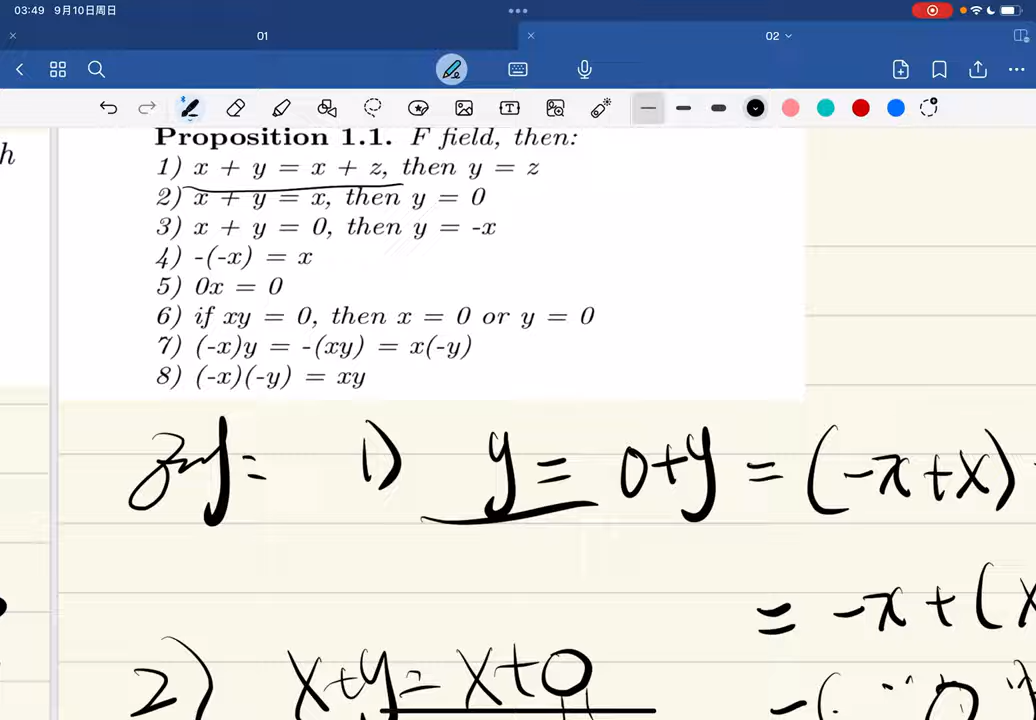 03:49 9月10日周日
01
02
h
Proposition 1.1. F field, then:
1) x + y = x + z, then y = z
2) x + y = x, then y = 0
3) x + y = 0, then y = -x
4) -(-x) = x
5) 0x = 0
6) if xy = 0, then x = 0 or y = 0
7) (-x)y = -(xy) = x(-y)
8) (-x)(-y) = xy
1) y = 0+y = (-x+x)
= -x+(x
2) x+y = x+0